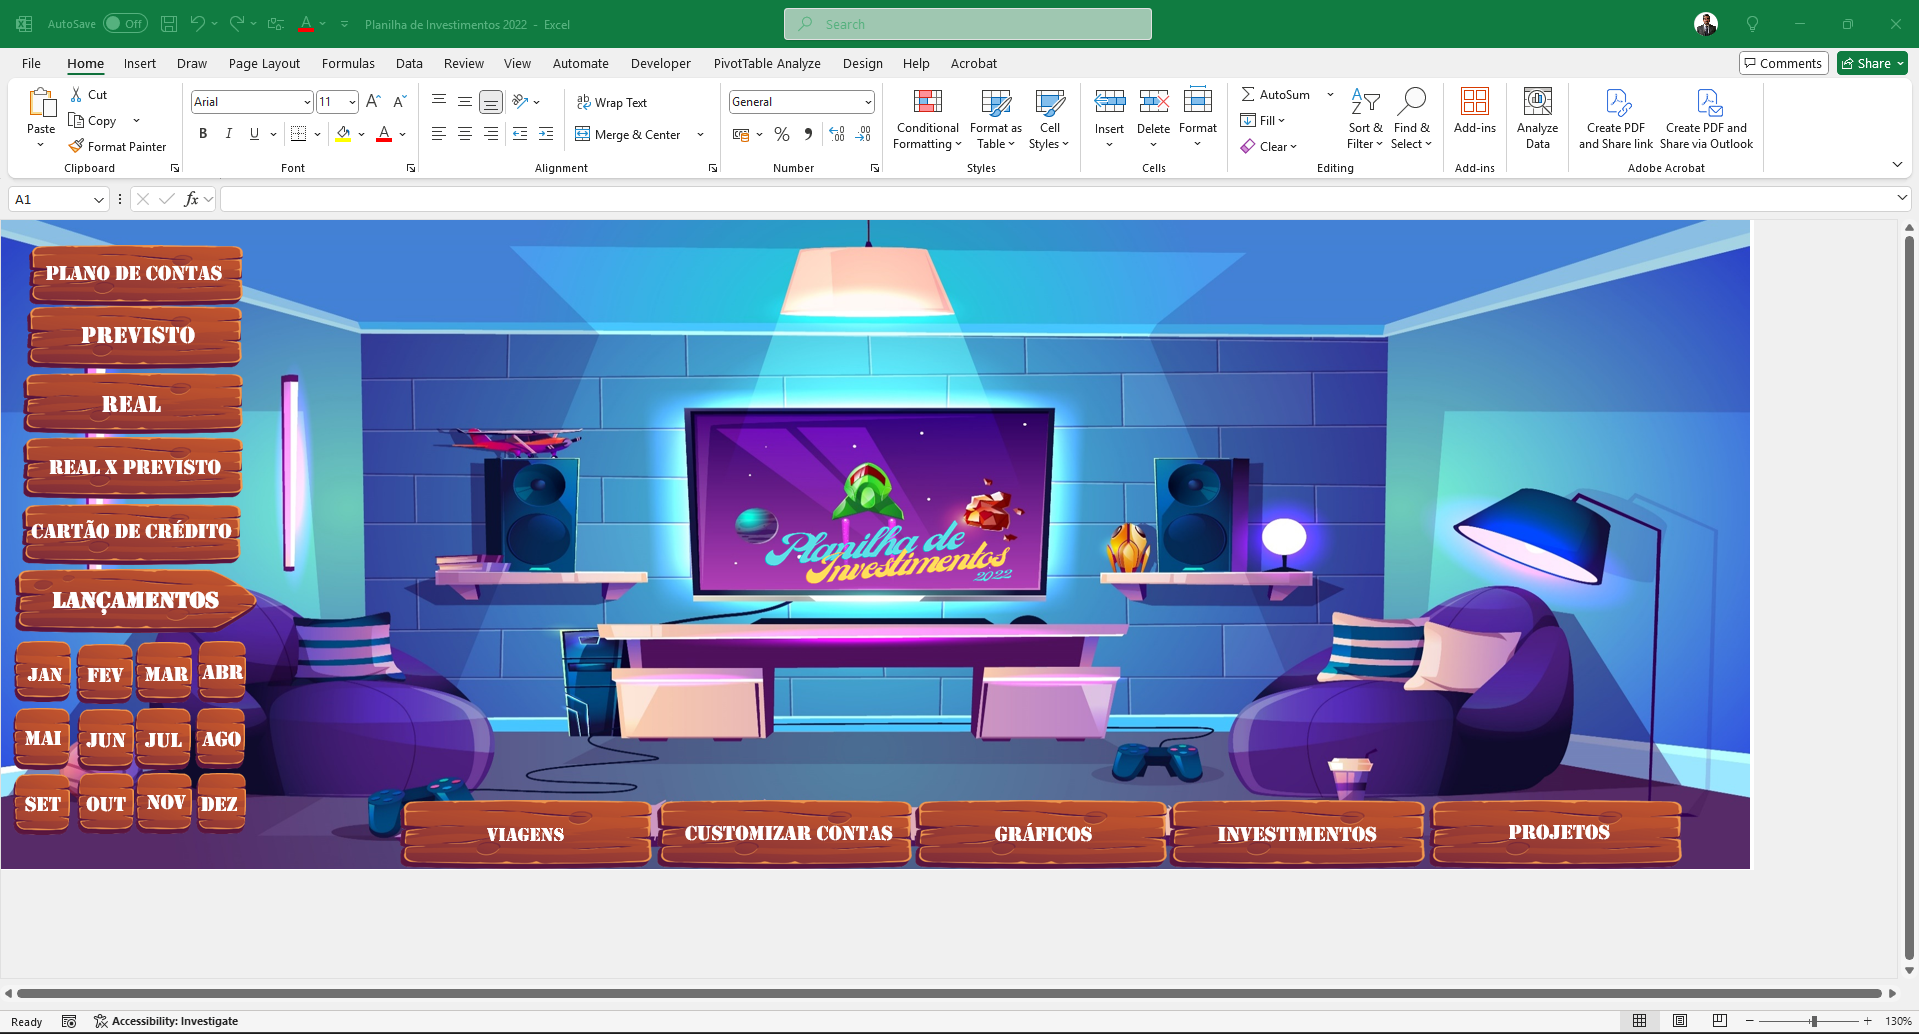 AutoSave Off
Planilha de Investimentos 2022 - Excel
Search
File Home Insert Draw Page Layout Formulas Data Review View Automate Developer PivotTable Analyze Design Help Acrobat
Comments Share
Paste
Cut
Copy
Format Painter
Clipboard
Arial 11
B I U
A
Font
Wrap Text
Merge & Center
Alignment
General
%
Number
Conditional Formatting
Format as Table
Cell Styles
Styles
Insert
Delete
Format
Cells
AutoSum
Fill
Clear
Sort & Filter
Find & Select
Editing
Add-ins
Add-ins
Analyze Data
Create PDF and Share link
Create PDF and Share via Outlook
Adobe Acrobat
A1
fx
PLANO DE CONTAS
PREVISTO
REAL
REAL X PREVISTO
CARTÃO DE CRÉDITO
LANÇAMENTOS
JAN FEV MAR ABR
MAI JUN JUL AGO
SET OUT NOV DEZ
Planilha de
Investimentos
2022
VIAGENS
CUSTOMIZAR CONTAS
GRÁFICOS
INVESTIMENTOS
PROJETOS
Ready
Accessibility: Investigate
130%